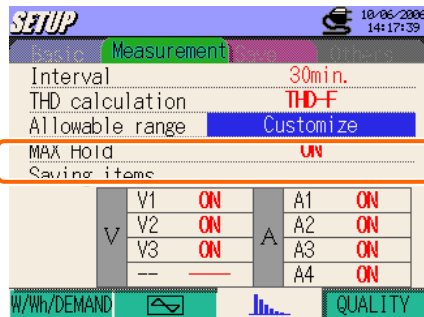 SETUP 10/06/2006
14:17:39
Basic Measurement Save Others
Interval 30min.
THD calculation THD-F
Allowable range Customize
MAX Hold ON
Saving items
V V1 ON A A1 ON
V2 ON A2 ON
V3 ON A3 ON
-- —— A4 ON
W/Wh/DEMAND QUALITY